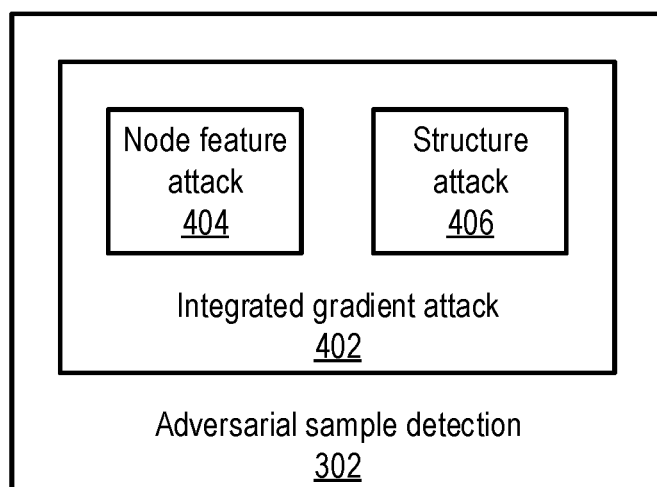 Node feature
attack
404
Structure
attack
406
Integrated gradient attack
402
Adversarial sample detection
302